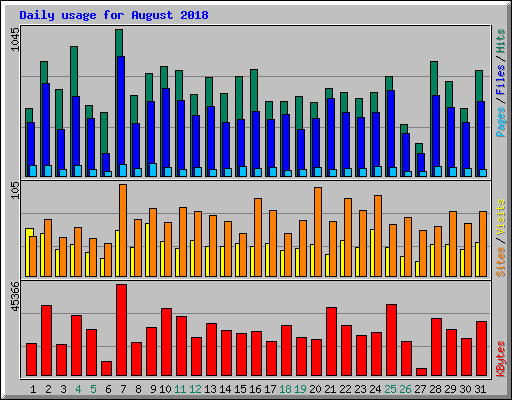 Daily usage for August 2018
1045
Pages / Files / Hits
105
Sites / Visits
45366
KBytes
1 2 3 4 5 6 7 8 9 10 11 12 13 14 15 16 17 18 19 20 21 22 23 24 25 26 27 28 29 30 31